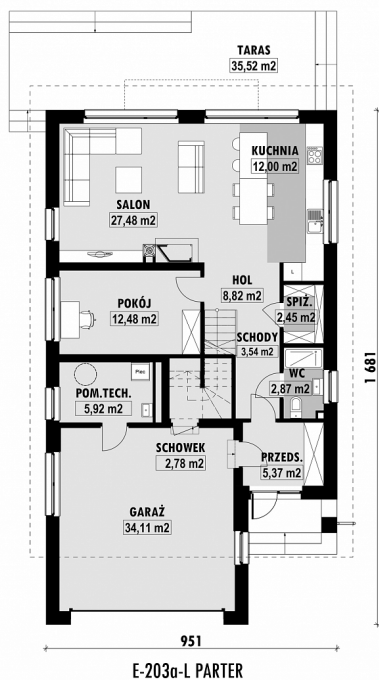 TARAS
35,52 m2
KUCHNIA
12,00 m2
SALON
27,48 m2
L
HOL
8,82 m2
POKÓJ
12,48 m2
SPIŻ.
2,45 m2
SCHODY
3,54 m2
Piec
WC
2,87 m2
POM.TECH.
5,92 m2
SCHOWEK
2,78 m2
PRZEDS.
5,37 m2
GARAŻ
34,11 m2
1 681
951
E-203a-L PARTER